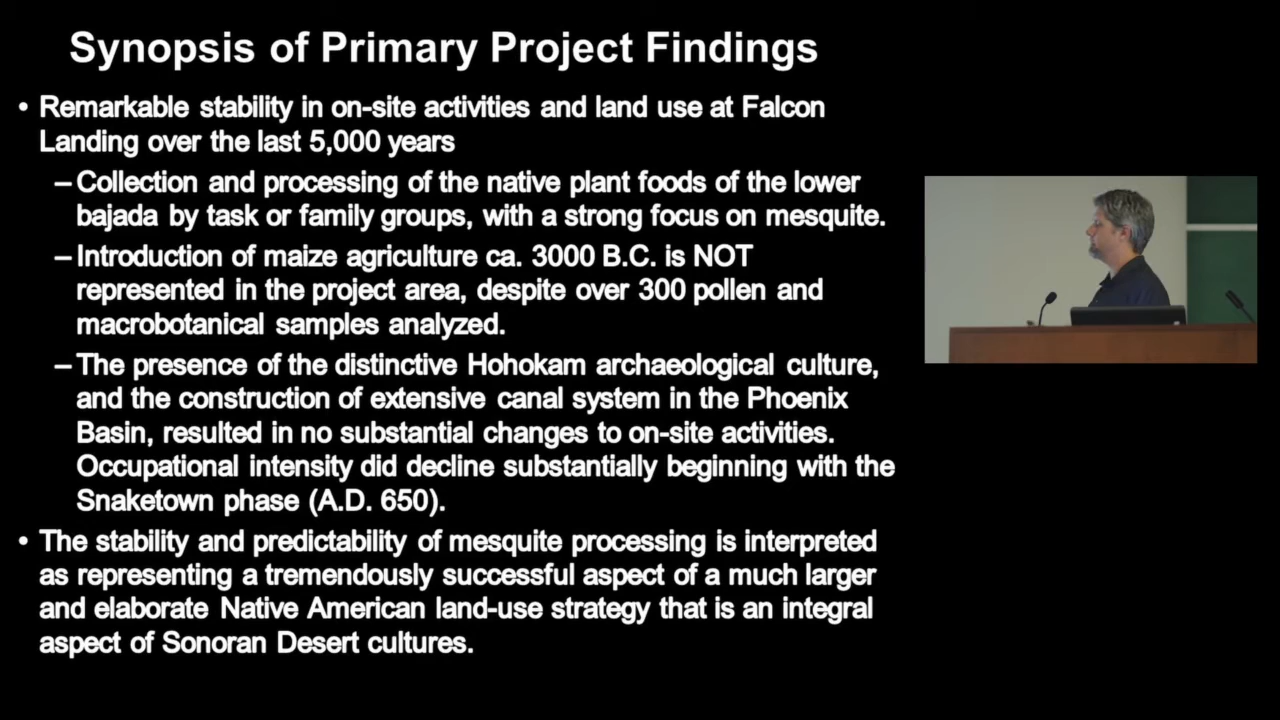 Synopsis of Primary Project Findings
• Remarkable stability in on-site activities and land use at Falcon
Landing over the last 5,000 years
– Collection and processing of the native plant foods of the lower
bajada by task or family groups, with a strong focus on mesquite.
– Introduction of maize agriculture ca. 3000 B.C. is NOT
represented in the project area, despite over 300 pollen and
macrobotanical samples analyzed.
– The presence of the distinctive Hohokam archaeological culture,
and the construction of extensive canal system in the Phoenix
Basin, resulted in no substantial changes to on-site activities.
Occupational intensity did decline substantially beginning with the
Snaketown phase (A.D. 650).
• The stability and predictability of mesquite processing is interpreted
as representing a tremendously successful aspect of a much larger
and elaborate Native American land-use strategy that is an integral
aspect of Sonoran Desert cultures.